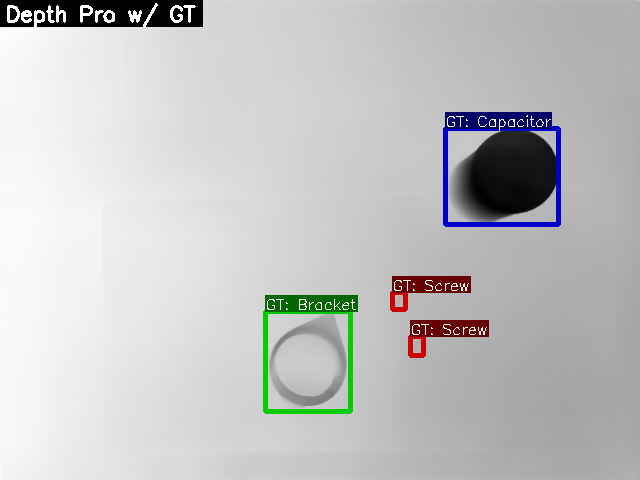 Depth Pro w/ GT
GT: Capacitor
GT: Screw
GT: Bracket
GT: Screw